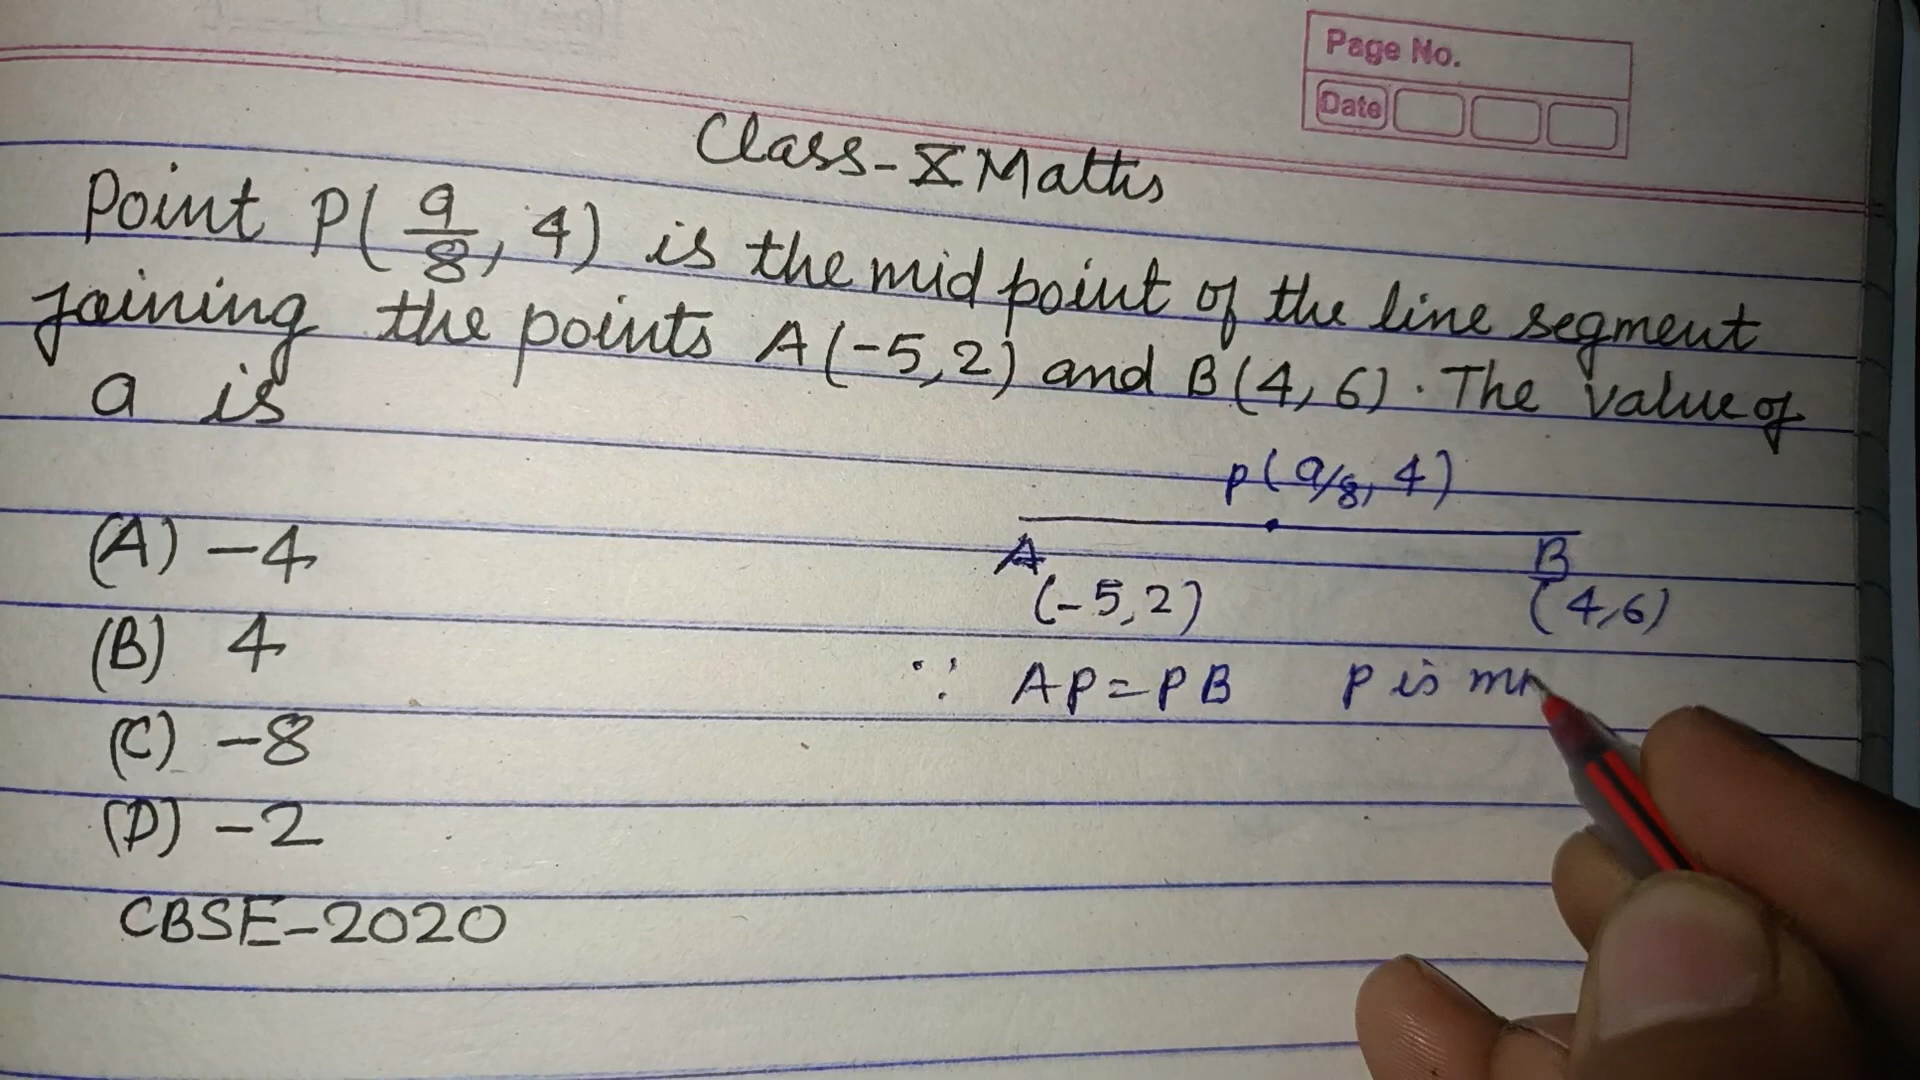 Page No.
Date
Class-X Maths
Point P(a/8, 4) is the mid point of the line segment
joining the points A(-5,2) and B(4,6). The value of
a is
P(a/8, 4)
A B
(-5,2) (4,6)
(A) -4
(B) 4
∵ AP=PB P is
(C) -8
(D) -2
CBSE-2020